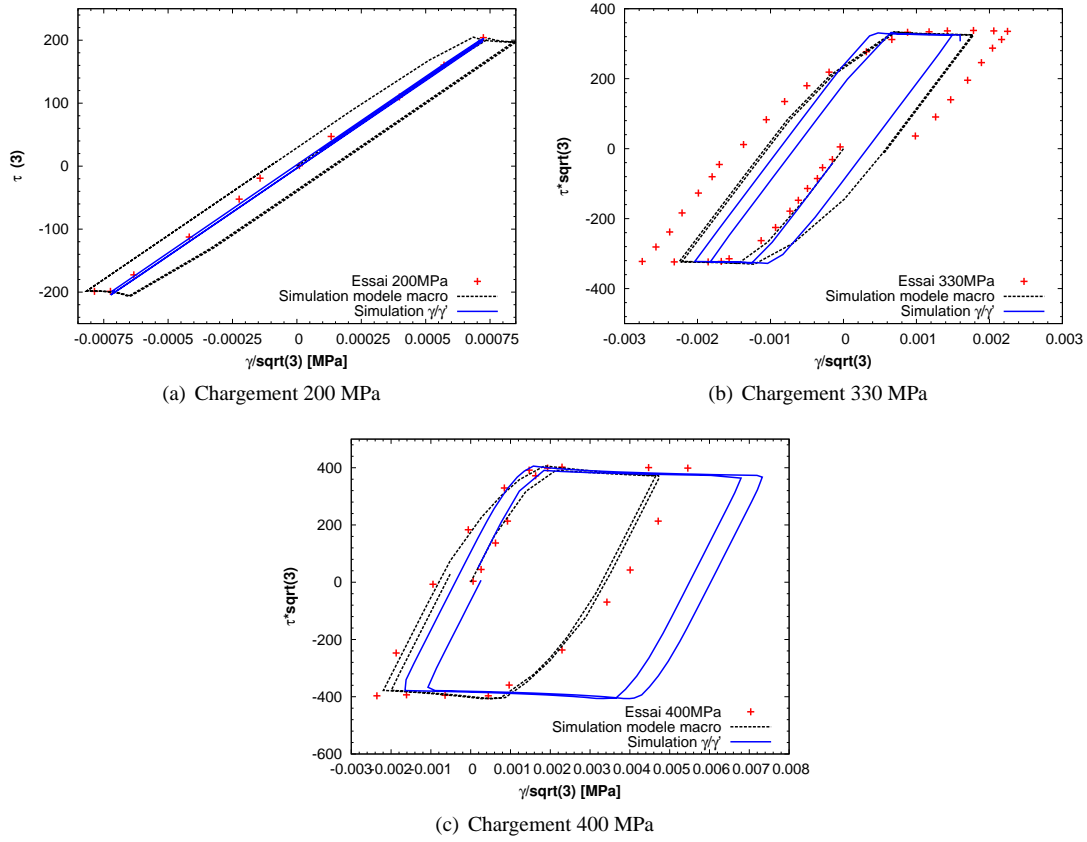 200
100
0
-100
-200
τ (3)
-0.00075
-0.0005
-0.00025
0
0.00025
0.0005
0.00075
γ/sqrt(3) [MPa]
Essai 200MPa
Simulation modele macro
Simulation γ/γ'
(a) Chargement 200 MPa
400
200
0
-200
-400
τ*sqrt(3)
-0.003
-0.002
-0.001
0
0.001
0.002
0.003
γ/sqrt(3)
Essai 330MPa
Simulation modele macro
Simulation γ/γ'
(b) Chargement 330 MPa
400
200
0
-200
-400
-600
τ*sqrt(3)
-0.003
-0.002
-0.001
0
0.001
0.002
0.003
0.004
0.005
0.006
0.007
0.008
γ/sqrt(3) [MPa]
Essai 400MPa
Simulation modele macro
Simulation γ/γ'
(c) Chargement 400 MPa